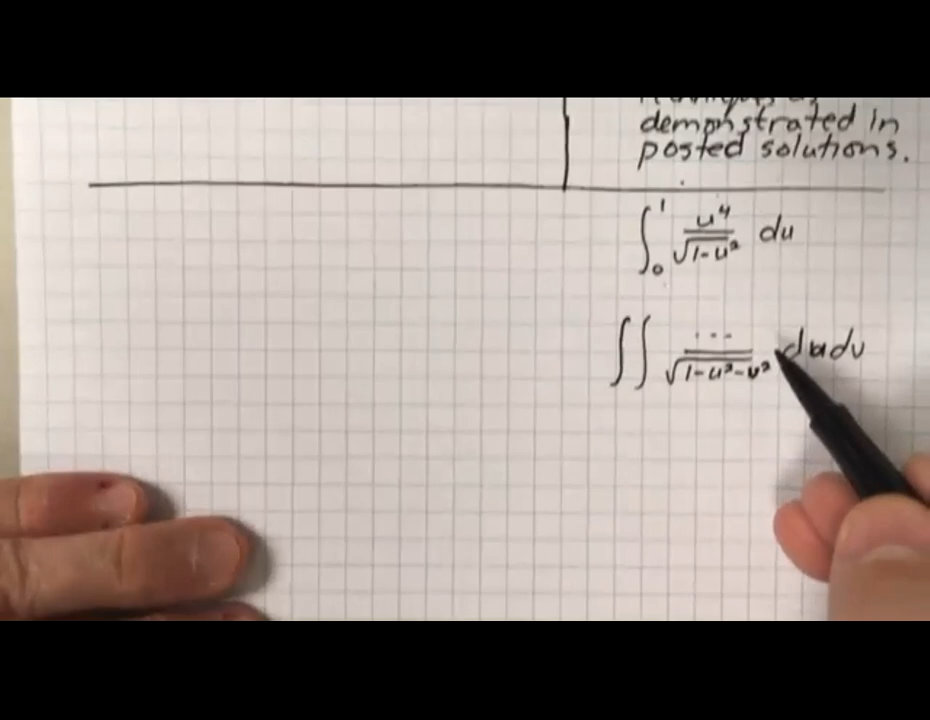 demonstrated in
posted solutions.
∫₀¹ u⁴/√(1-u²) du
∫∫ .../√(1-u²-v²) dudv